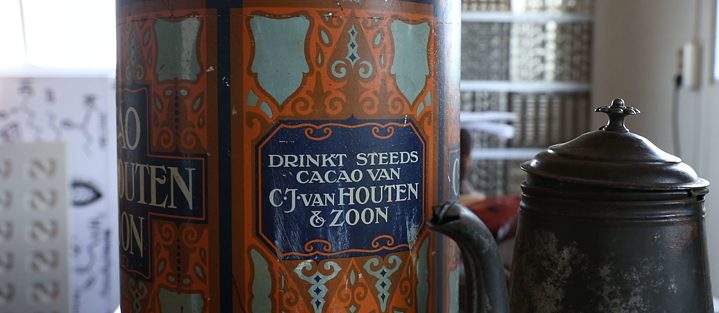 AO
OUTEN
ON
DRINKT STEEDS
CACAO VAN
C·J·VAN HOUTEN
& ZOON